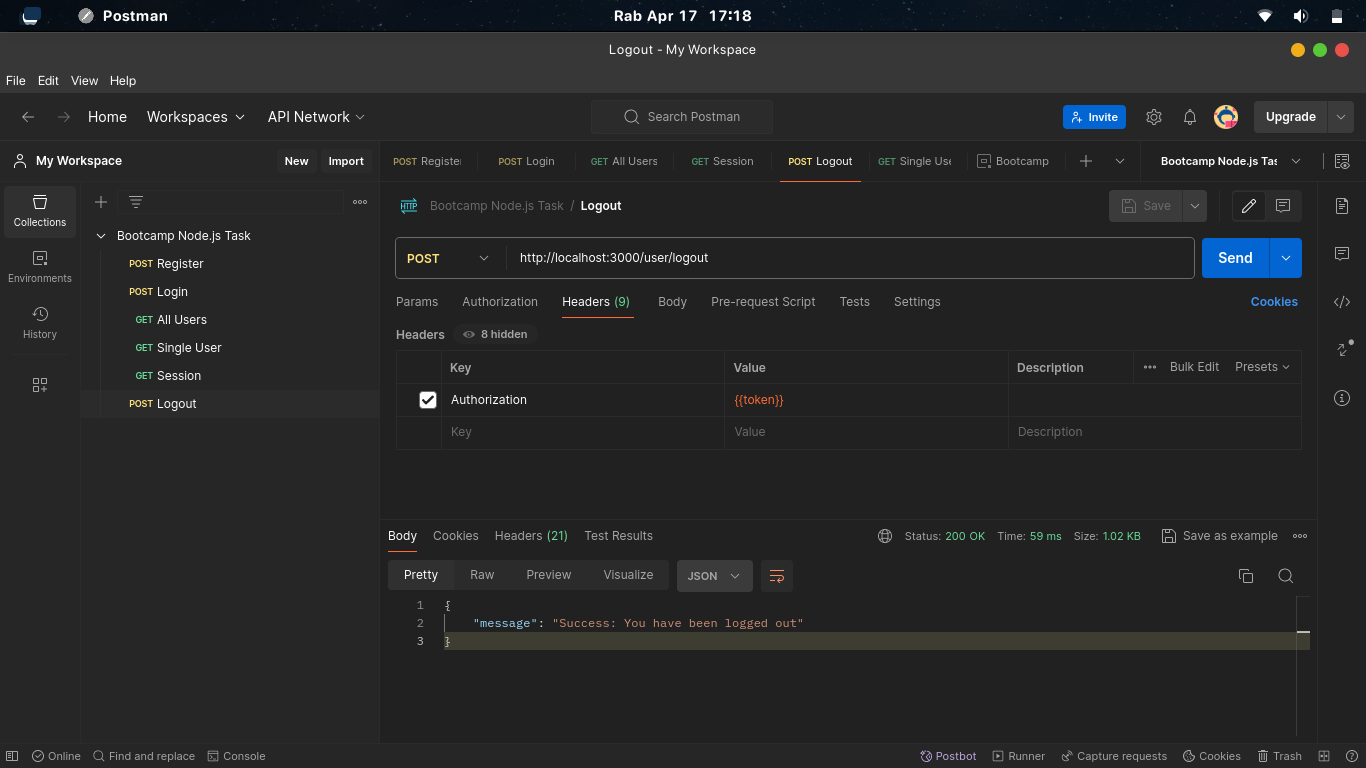 Postman
Rab Apr 17 17:18
Logout - My Workspace
File Edit View Help
Home Workspaces API Network
Search Postman
Invite
Upgrade
My Workspace
New Import
POST Register
POST Login
GET All Users
GET Session
POST Logout
GET Single Use
Bootcamp
Bootcamp Node.js Tas
Collections
Environments
History
Bootcamp Node.js Task
POST Register
POST Login
GET All Users
GET Single User
GET Session
POST Logout
HTTP Bootcamp Node.js Task / Logout
Save
POST http://localhost:3000/user/logout
Send
Params Authorization Headers (9) Body Pre-request Script Tests Settings Cookies
Headers 8 hidden
Key Value Description Bulk Edit Presets
Authorization {{token}}
Key Value Description
Body Cookies Headers (21) Test Results Status: 200 OK Time: 59 ms Size: 1.02 KB Save as example
Pretty Raw Preview Visualize JSON
1 {
2 "message": "Success: You have been logged out"
3 }
Online Find and replace Console Postbot Runner Capture requests Cookies Trash